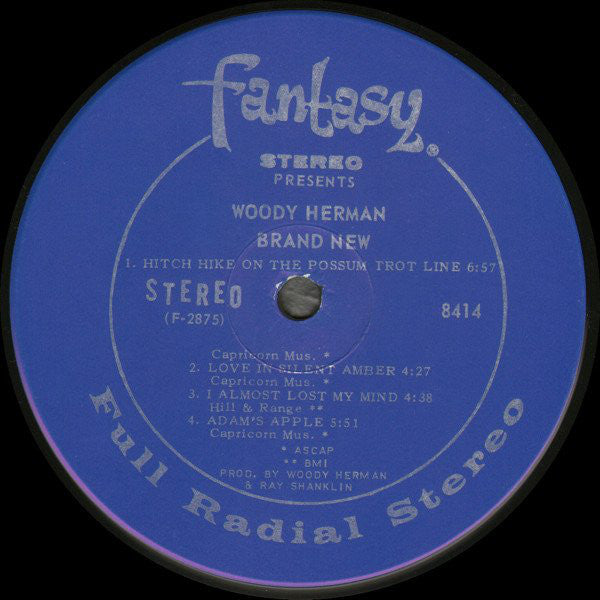 fantasy®
STEREO
PRESENTS
WOODY HERMAN
BRAND NEW
1. HITCH HIKE ON THE POSSUM TROT LINE 6:57
STEREO
(F-2875)
8414
Capricorn Mus. *
2. LOVE IN SILENT AMBER 4:27
Capricorn Mus. *
3. I ALMOST LOST MY MIND 4:38
Hill & Range **
4. ADAM'S APPLE 5:51
Capricorn Mus. *
* ASCAP
** BMI
PROD. BY WOODY HERMAN
& RAY SHANKLIN
Full Radial Stereo